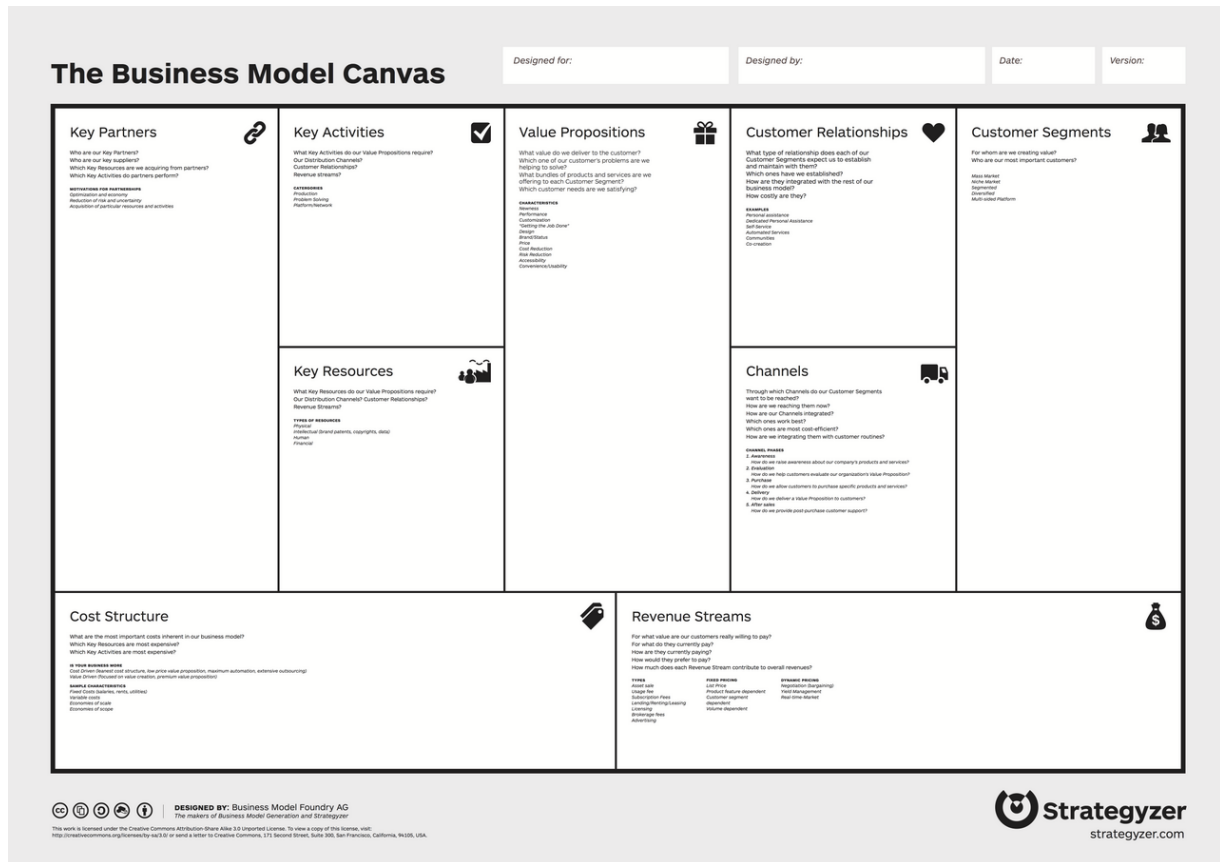 The Business Model Canvas
Designed for:
Designed by:
Date:
Version:
Key Partners
Who are our Key Partners?
Who are our key suppliers?
Which Key Resources are we acquiring from partners?
Which Key Activities do partners perform?
MOTIVATIONS FOR PARTNERSHIPS
Optimization and economy
Reduction of risk and uncertainty
Acquisition of particular resources and activities
Key Activities
What Key Activities do our Value Propositions require?
Our Distribution Channels?
Customer Relationships?
Revenue streams?
CATERGORIES
Production
Problem Solving
Platform/Network
Key Resources
What Key Resources do our Value Propositions require?
Our Distribution Channels? Customer Relationships?
Revenue Streams?
TYPES OF RESOURCES
Physical
Intellectual (brand patents, copyrights, data)
Human
Financial
Value Propositions
What value do we deliver to the customer?
Which one of our customer's problems are we
helping to solve?
What bundles of products and services are we
offering to each Customer Segment?
Which customer needs are we satisfying?
CHARACTERISTICS
Newness
Performance
Customization
"Getting the Job Done"
Design
Brand/Status
Price
Cost Reduction
Risk Reduction
Accessibility
Convenience/Usability
Customer Relationships
What type of relationship does each of our
Customer Segments expect us to establish
and maintain with them?
Which ones have we established?
How are they integrated with the rest of our
business model?
How costly are they?
EXAMPLES
Personal assistance
Dedicated Personal Assistance
Self-Service
Automated Services
Communities
Co-creation
Channels
Through which Channels do our Customer Segments
want to be reached?
How are we reaching them now?
How are our Channels integrated?
Which ones work best?
Which ones are most cost-efficient?
How are we integrating them with customer routines?
CHANNEL PHASES
1. Awareness
How do we raise awareness about our company's products and services?
2. Evaluation
How do we help customers evaluate our organization's Value Proposition?
3. Purchase
How do we allow customers to purchase specific products and services?
4. Delivery
How do we deliver a Value Proposition to customers?
5. After sales
How do we provide post-purchase customer support?
Customer Segments
For whom are we creating value?
Who are our most important customers?
Mass Market
Niche Market
Segmented
Diversified
Multi-sided Platform
Cost Structure
What are the most important costs inherent in our business model?
Which Key Resources are most expensive?
Which Key Activities are most expensive?
IS YOUR BUSINESS MORE
Cost Driven (leanest cost structure, low price value proposition, maximum automation, extensive outsourcing)
Value Driven (focused on value creation, premium value proposition)
SAMPLE CHARACTERISTICS
Fixed Costs (salaries, rents, utilities)
Variable costs
Economies of scale
Economies of scope
Revenue Streams
For what value are our customers really willing to pay?
For what do they currently pay?
How are they currently paying?
How would they prefer to pay?
How much does each Revenue Stream contribute to overall revenues?
TYPES
Asset sale
Usage fee
Subscription Fees
Lending/Renting/Leasing
Licensing
Brokerage fees
Advertising
FIXED PRICING
List Price
Product feature dependent
Customer segment
dependent
Volume dependent
DYNAMIC PRICING
Negotiation (bargaining)
Yield Management
Real-time-Market
$
cc
DESIGNED BY: Business Model Foundry AG
The makers of Business Model Generation and Strategyzer
This work is licensed under the Creative Commons Attribution-Share Alike 3.0 Unported License. To view a copy of this license, visit:
http://creativecommons.org/licenses/by-sa/3.0/ or send a letter to Creative Commons, 171 Second Street, Suite 300, San Francisco, California, 94105, USA.
Strategyzer
strategyzer.com